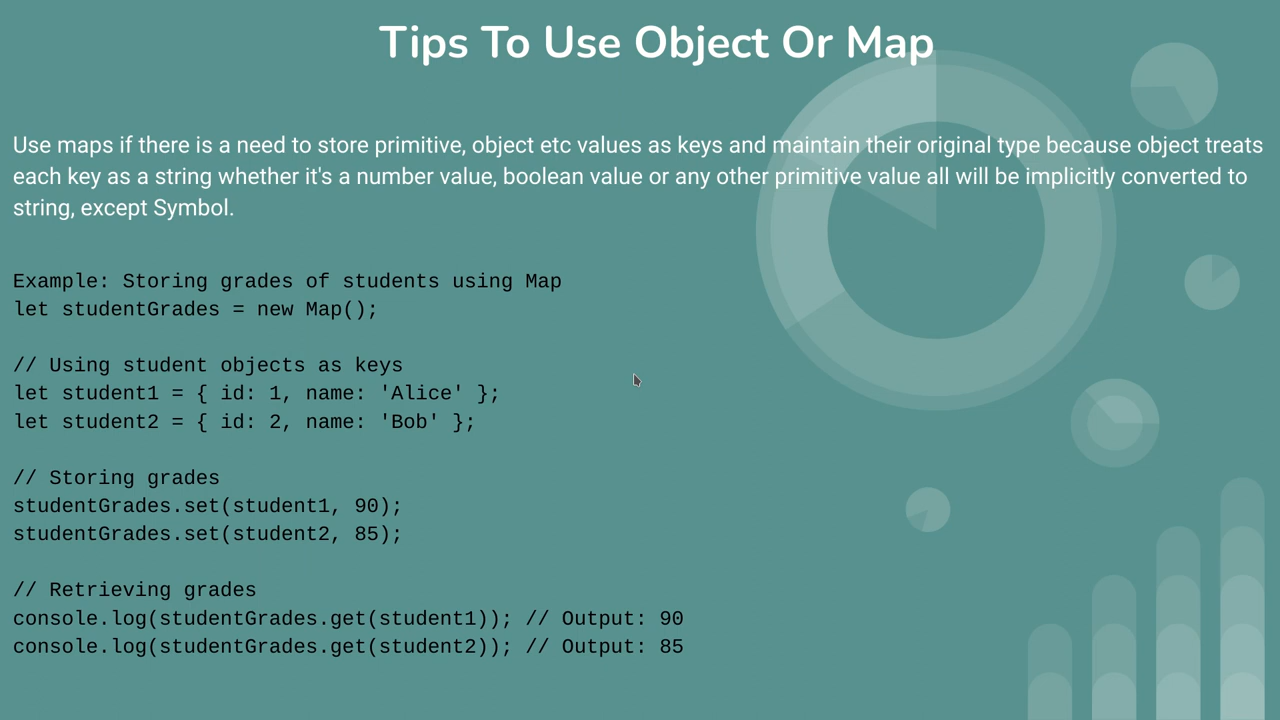 Tips To Use Object Or Map
Use maps if there is a need to store primitive, object etc values as keys and maintain their original type because object treats
each key as a string whether it's a number value, boolean value or any other primitive value all will be implicitly converted to
string, except Symbol.
Example: Storing grades of students using Map
let studentGrades = new Map();
// Using student objects as keys
let student1 = { id: 1, name: 'Alice' };
let student2 = { id: 2, name: 'Bob' };
// Storing grades
studentGrades.set(student1, 90);
studentGrades.set(student2, 85);
// Retrieving grades
console.log(studentGrades.get(student1)); // Output: 90
console.log(studentGrades.get(student2)); // Output: 85